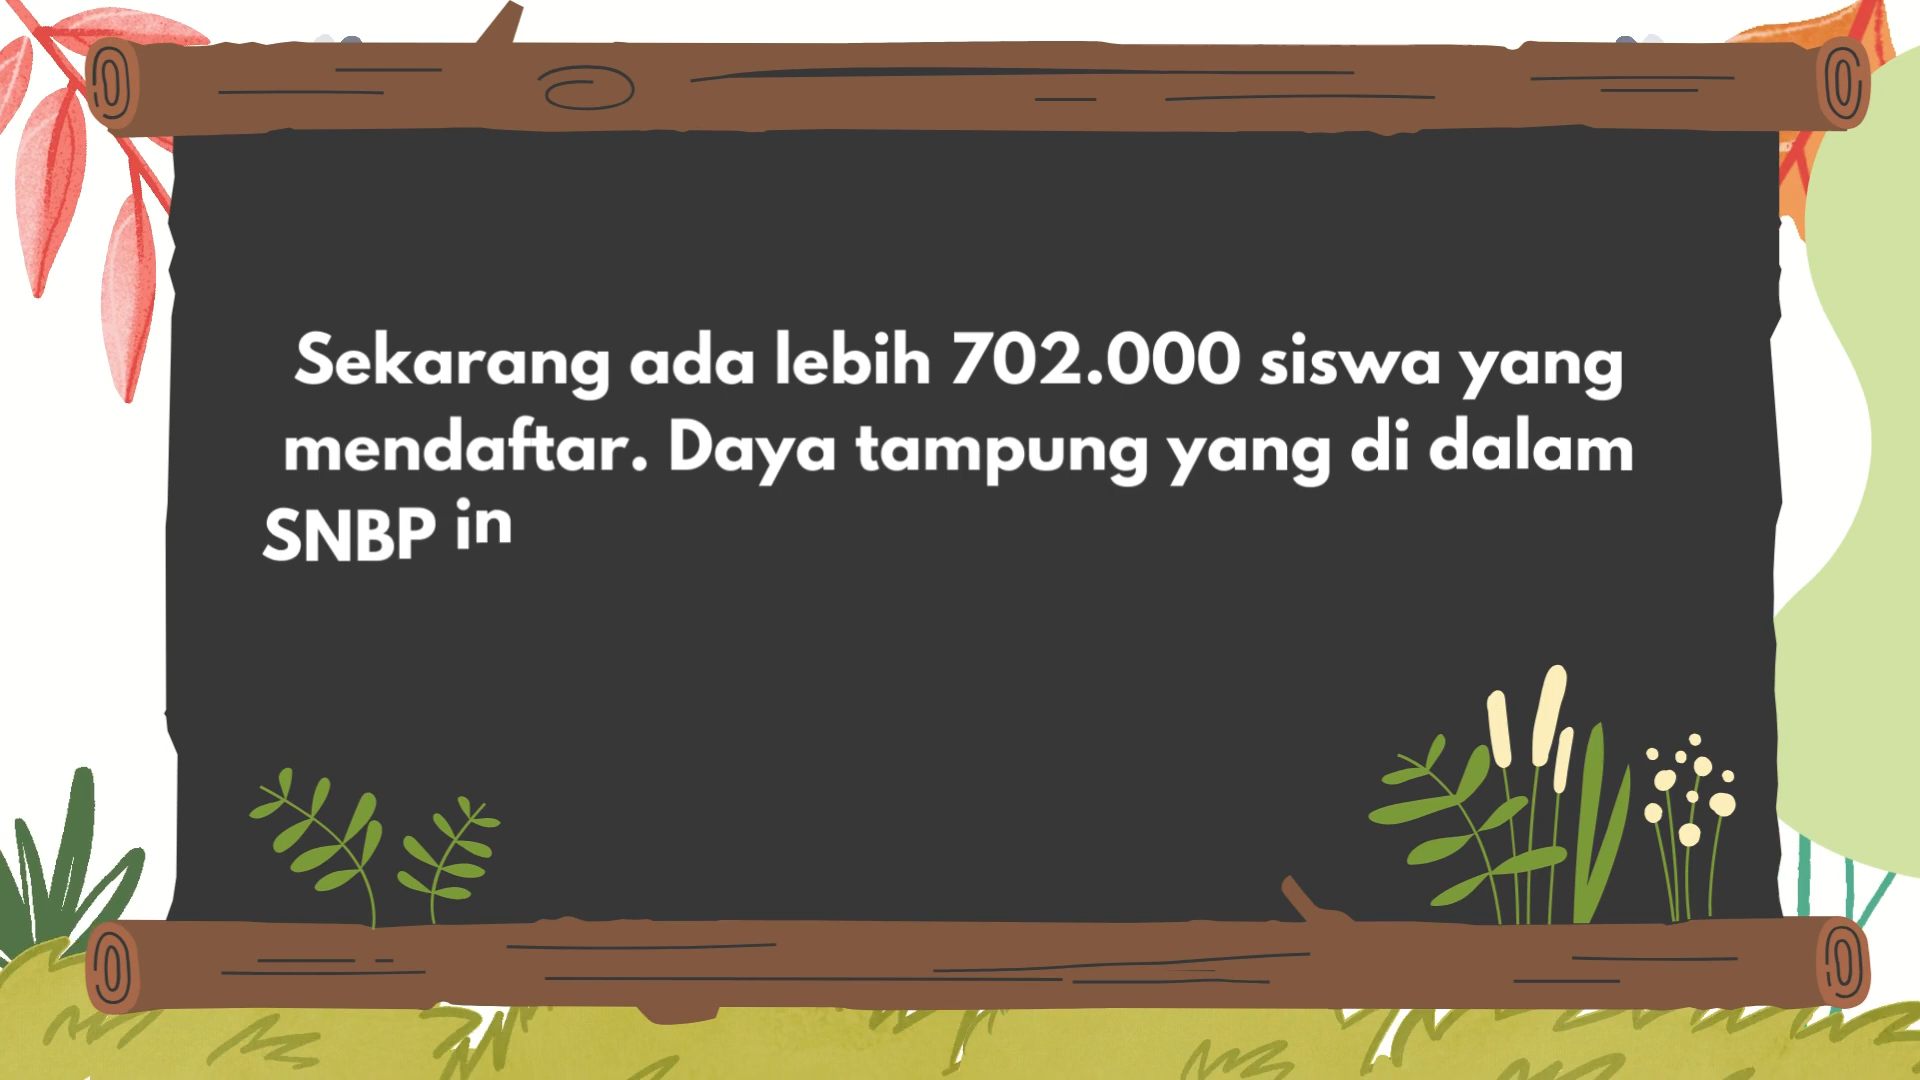 Sekarang ada lebih 702.000 siswa yang
mendaftar. Daya tampung yang di dalam
SNBP in